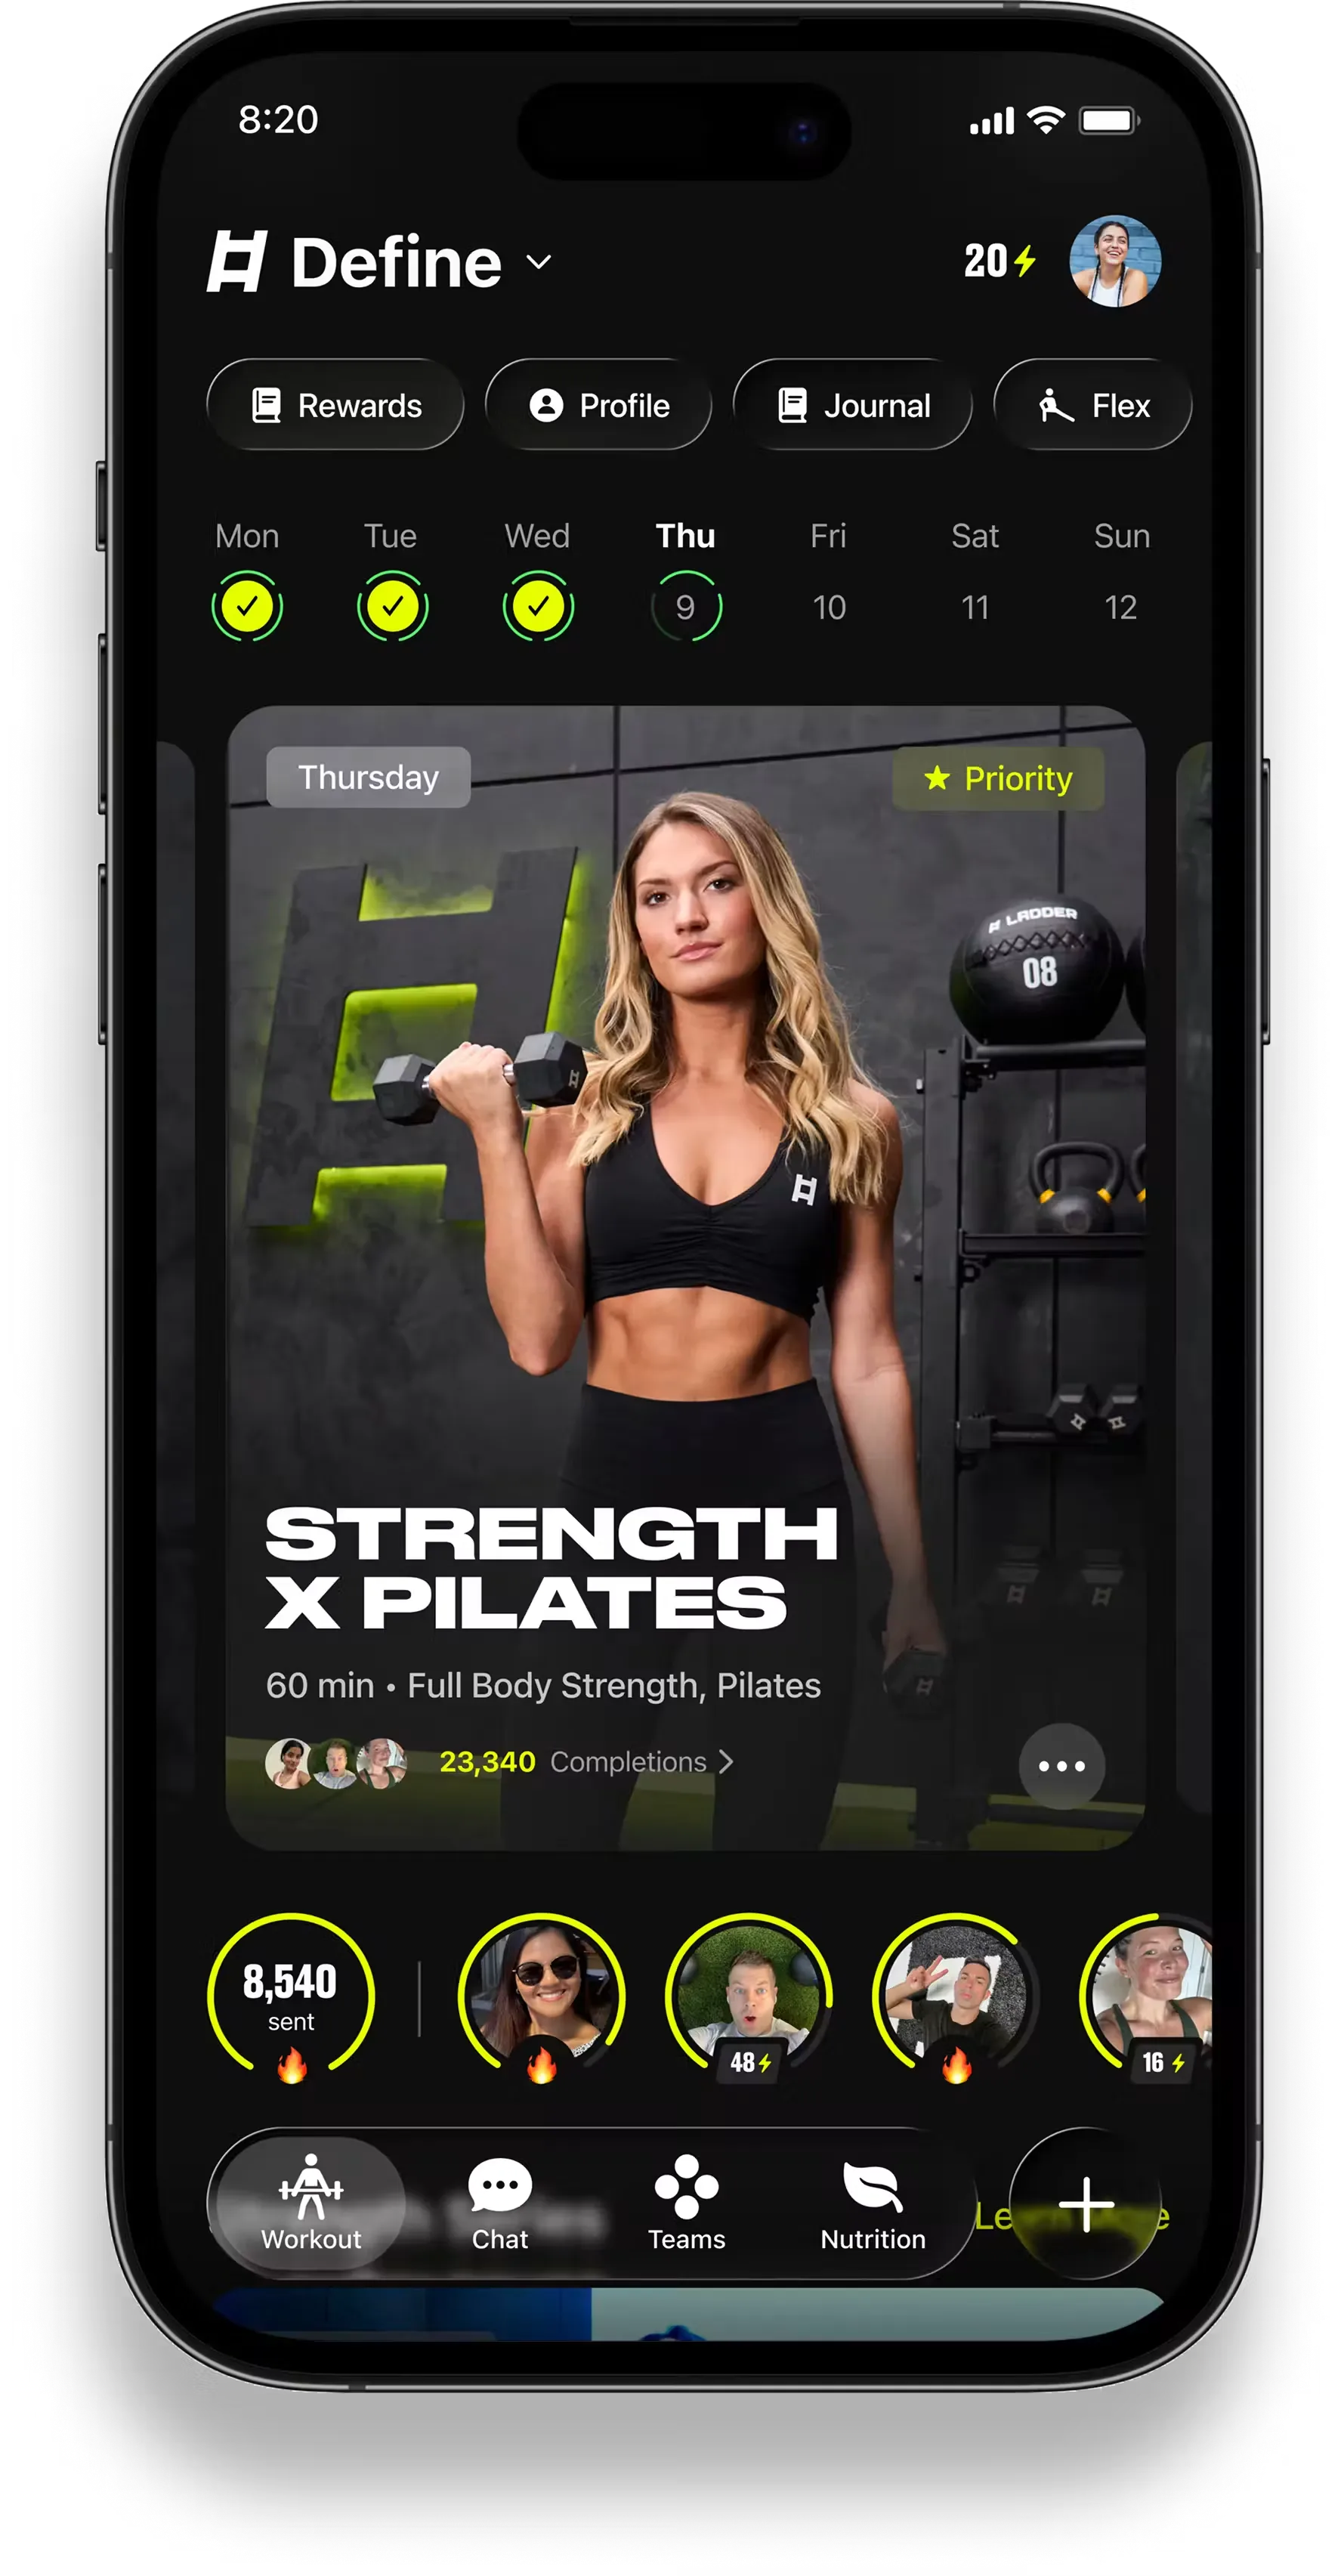 8:20
Define
20
Rewards
Profile
Journal
Flex
Mon Tue Wed Thu Fri Sat Sun
9 10 11 12
Thursday
Priority
LADDER
08
STRENGTH
X PILATES
60 min • Full Body Strength, Pilates
23,340 Completions
8,540
sent
48
16
Workout
Chat
Teams
Nutrition